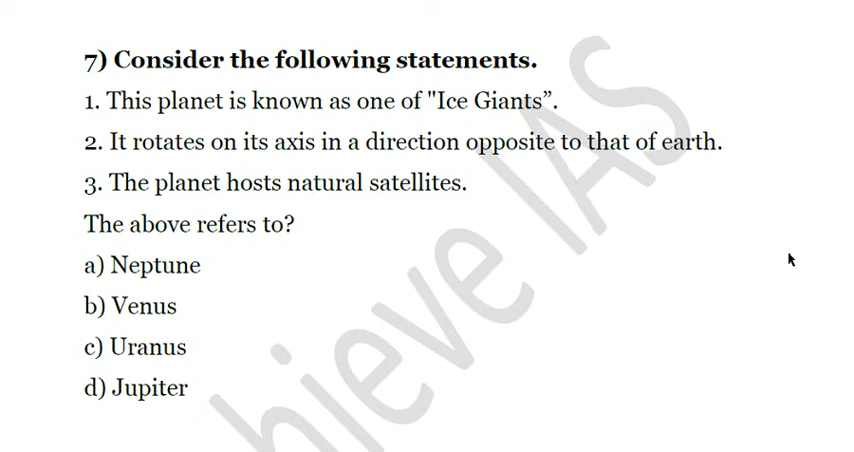 7) Consider the following statements.
1. This planet is known as one of "Ice Giants”.
2. It rotates on its axis in a direction opposite to that of earth.
3. The planet hosts natural satellites.
The above refers to?
a) Neptune
b) Venus
c) Uranus
d) Jupiter
hieve IAS